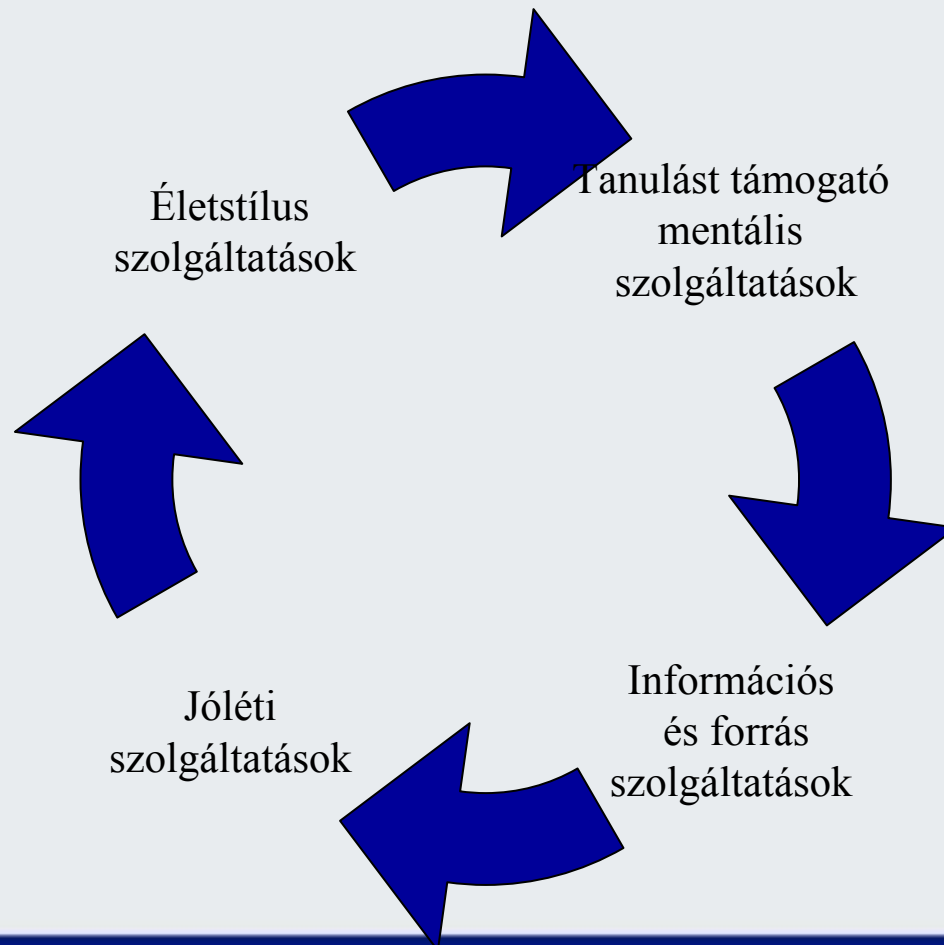 Életstílus
szolgáltatások
Tanulást támogató
mentális
szolgáltatások
Információs
és forrás
szolgáltatások
Jóléti
szolgáltatások